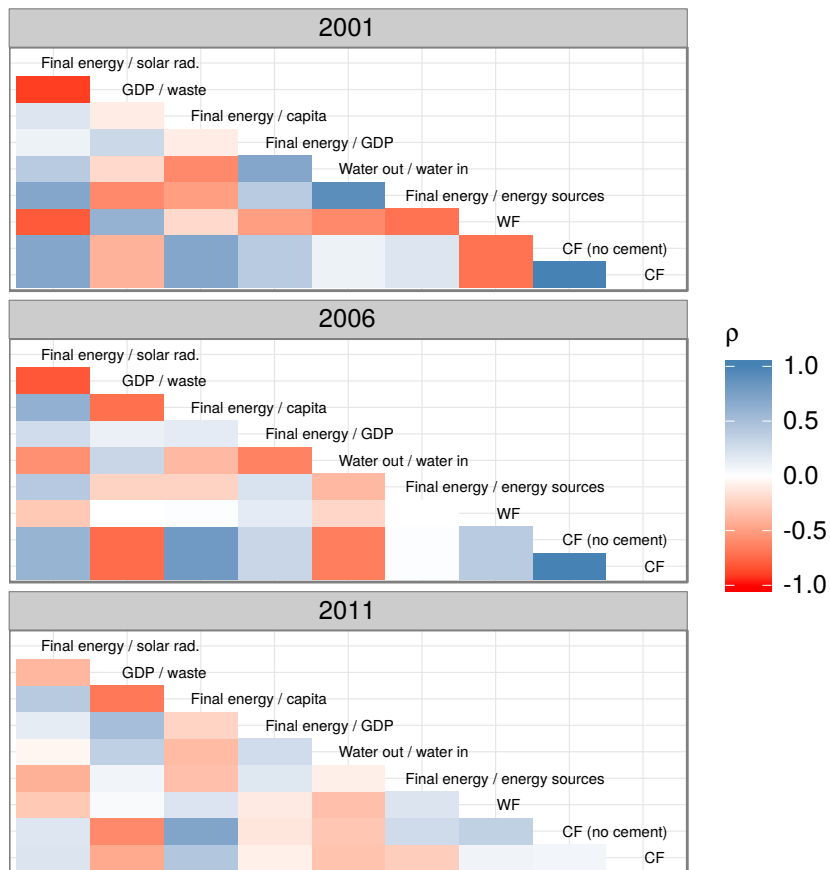 2001
Final energy / solar rad.
GDP / waste
Final energy / capita
Final energy / GDP
Water out / water in
Final energy / energy sources
WF
CF (no cement)
CF
2006
Final energy / solar rad.
GDP / waste
Final energy / capita
Final energy / GDP
Water out / water in
Final energy / energy sources
WF
CF (no cement)
CF
ρ
1.0
0.5
0.0
-0.5
-1.0
2011
Final energy / solar rad.
GDP / waste
Final energy / capita
Final energy / GDP
Water out / water in
Final energy / energy sources
WF
CF (no cement)
CF